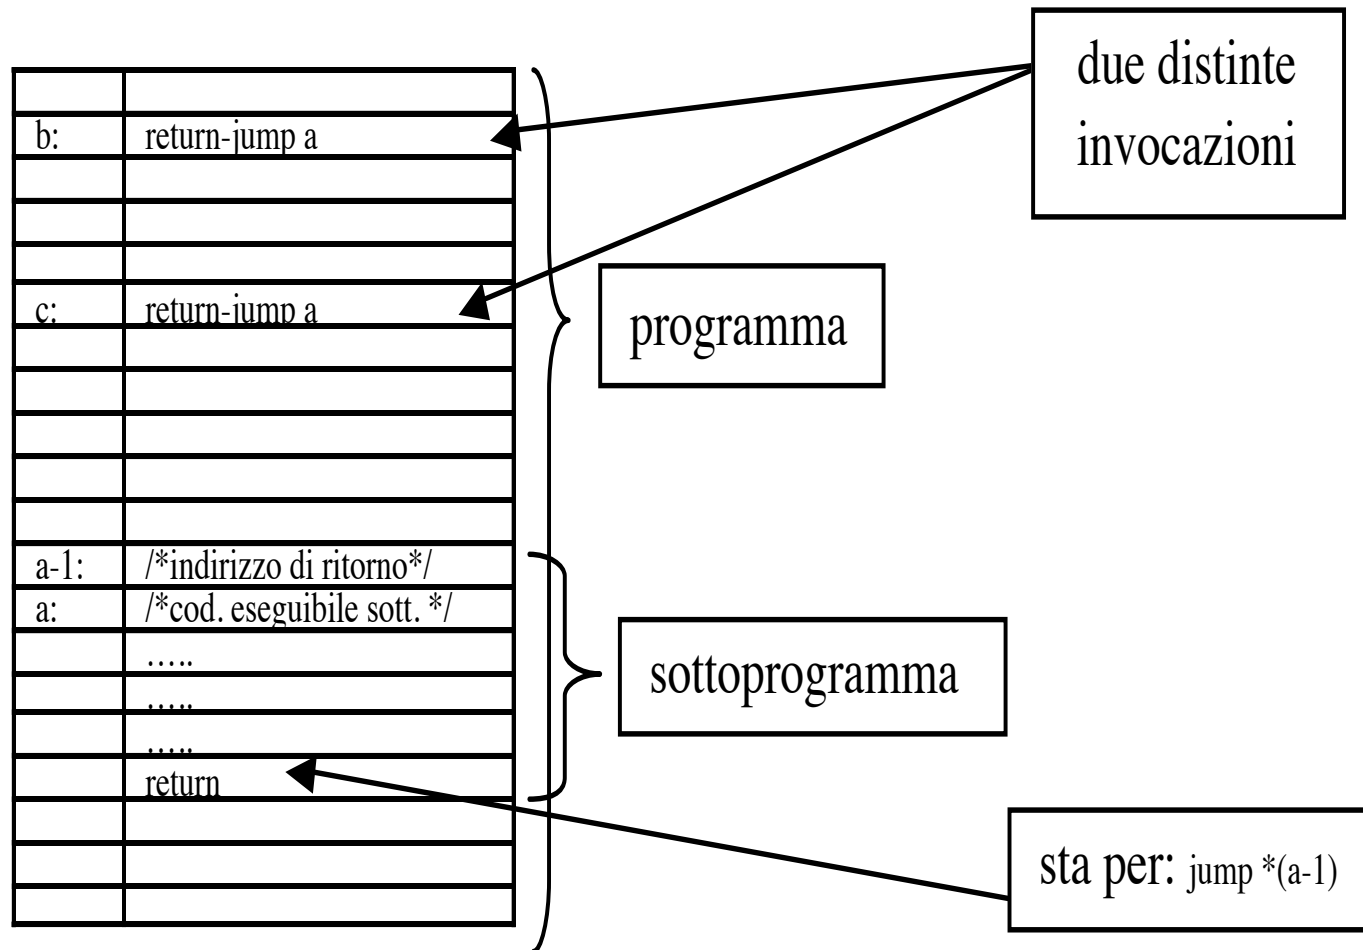 due distinte
invocazioni
b: return-jump a
c: return-jump a
programma
a-1: /*indirizzo di ritorno*/
a: /*cod. eseguibile sott. */
…..
…..
…..
return
sottoprogramma
sta per: jump *(a-1)